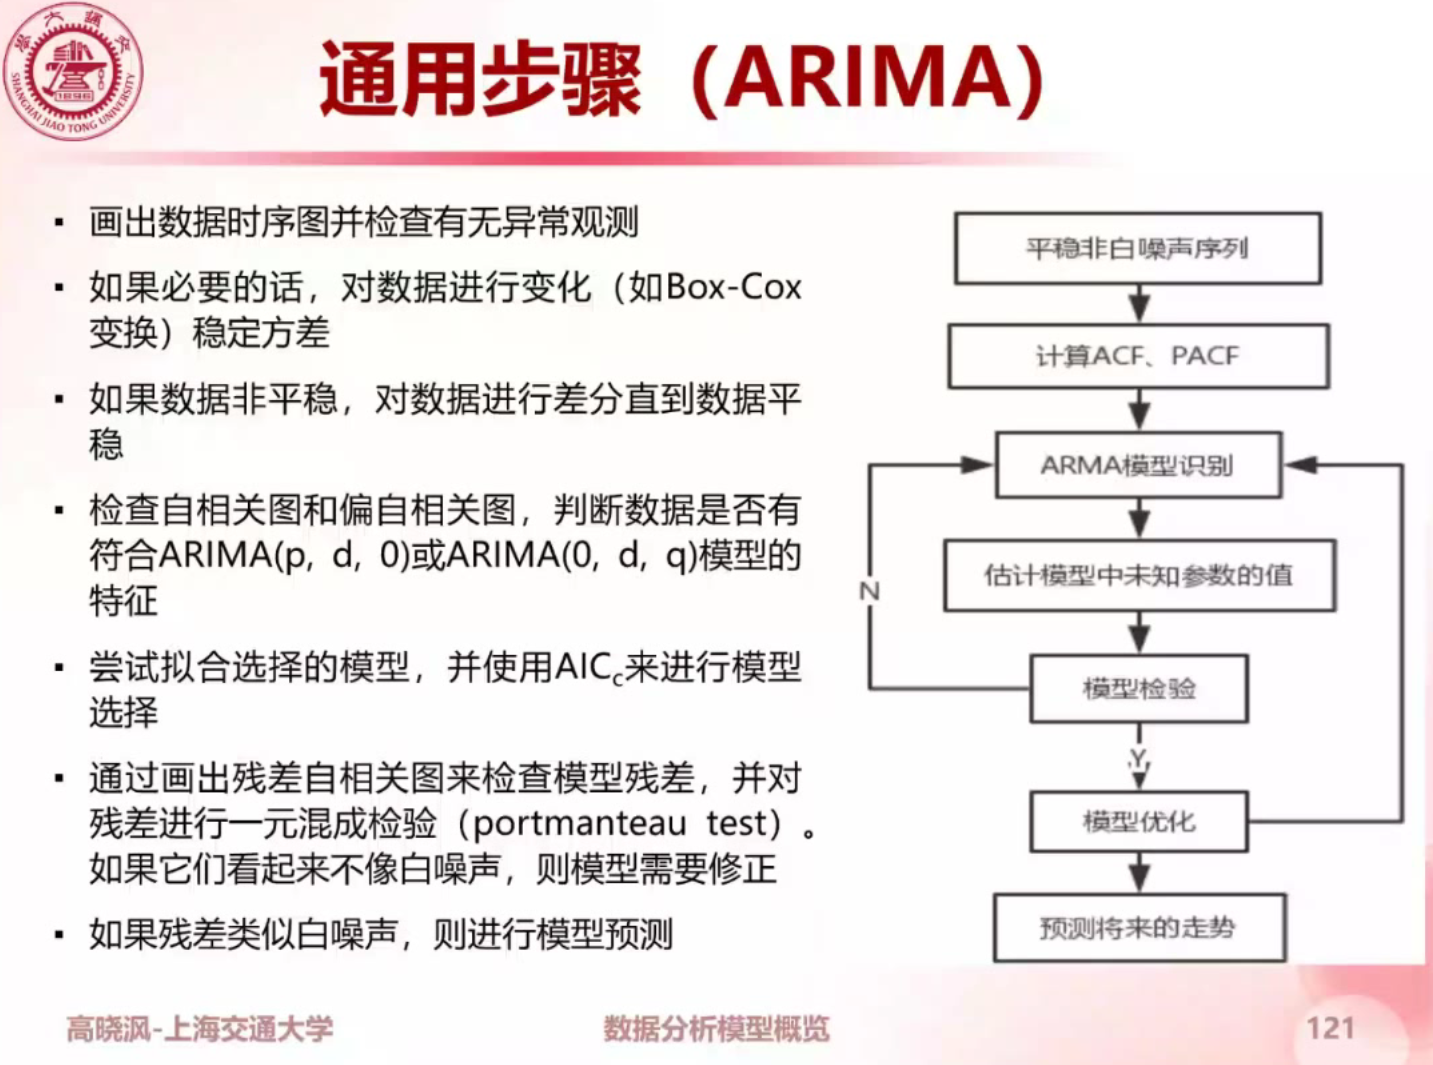 通用步骤（ARIMA）
SHANGHAI JIAO TONG UNIVERSITY
1896
▪ 画出数据时序图并检查有无异常观测
▪ 如果必要的话，对数据进行变化（如Box-Cox
变换）稳定方差
▪ 如果数据非平稳，对数据进行差分直到数据平
稳
▪ 检查自相关图和偏自相关图，判断数据是否有
符合ARIMA(p, d, 0)或ARIMA(0, d, q)模型的
特征
▪ 尝试拟合选择的模型，并使用AICc来进行模型
选择
▪ 通过画出残差自相关图来检查模型残差，并对
残差进行一元混成检验（portmanteau test）。
如果它们看起来不像白噪声，则模型需要修正
▪ 如果残差类似白噪声，则进行模型预测
平稳非白噪声序列
计算ACF、PACF
ARMA模型识别
估计模型中未知参数的值
N
模型检验
Y
模型优化
预测将来的走势
高晓沨-上海交通大学
数据分析模型概览
121